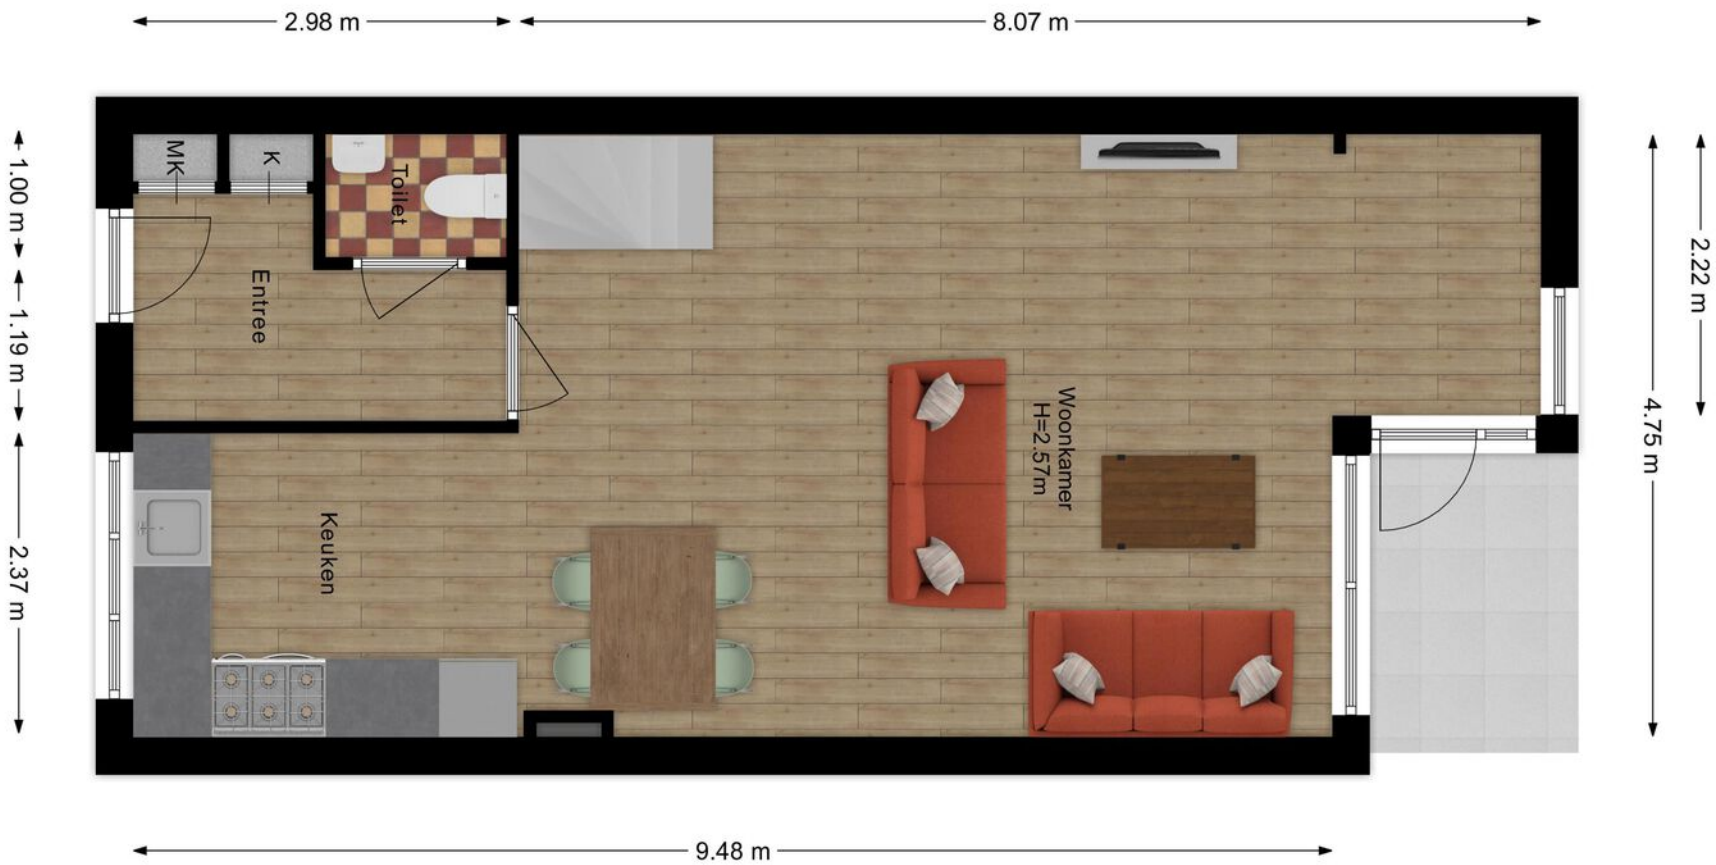 2.98 m
8.07 m
MK
K
Toilet
Entree
Keuken
Woonkamer
H=2.57m
1.00 m
1.19 m
2.37 m
2.22 m
4.75 m
9.48 m